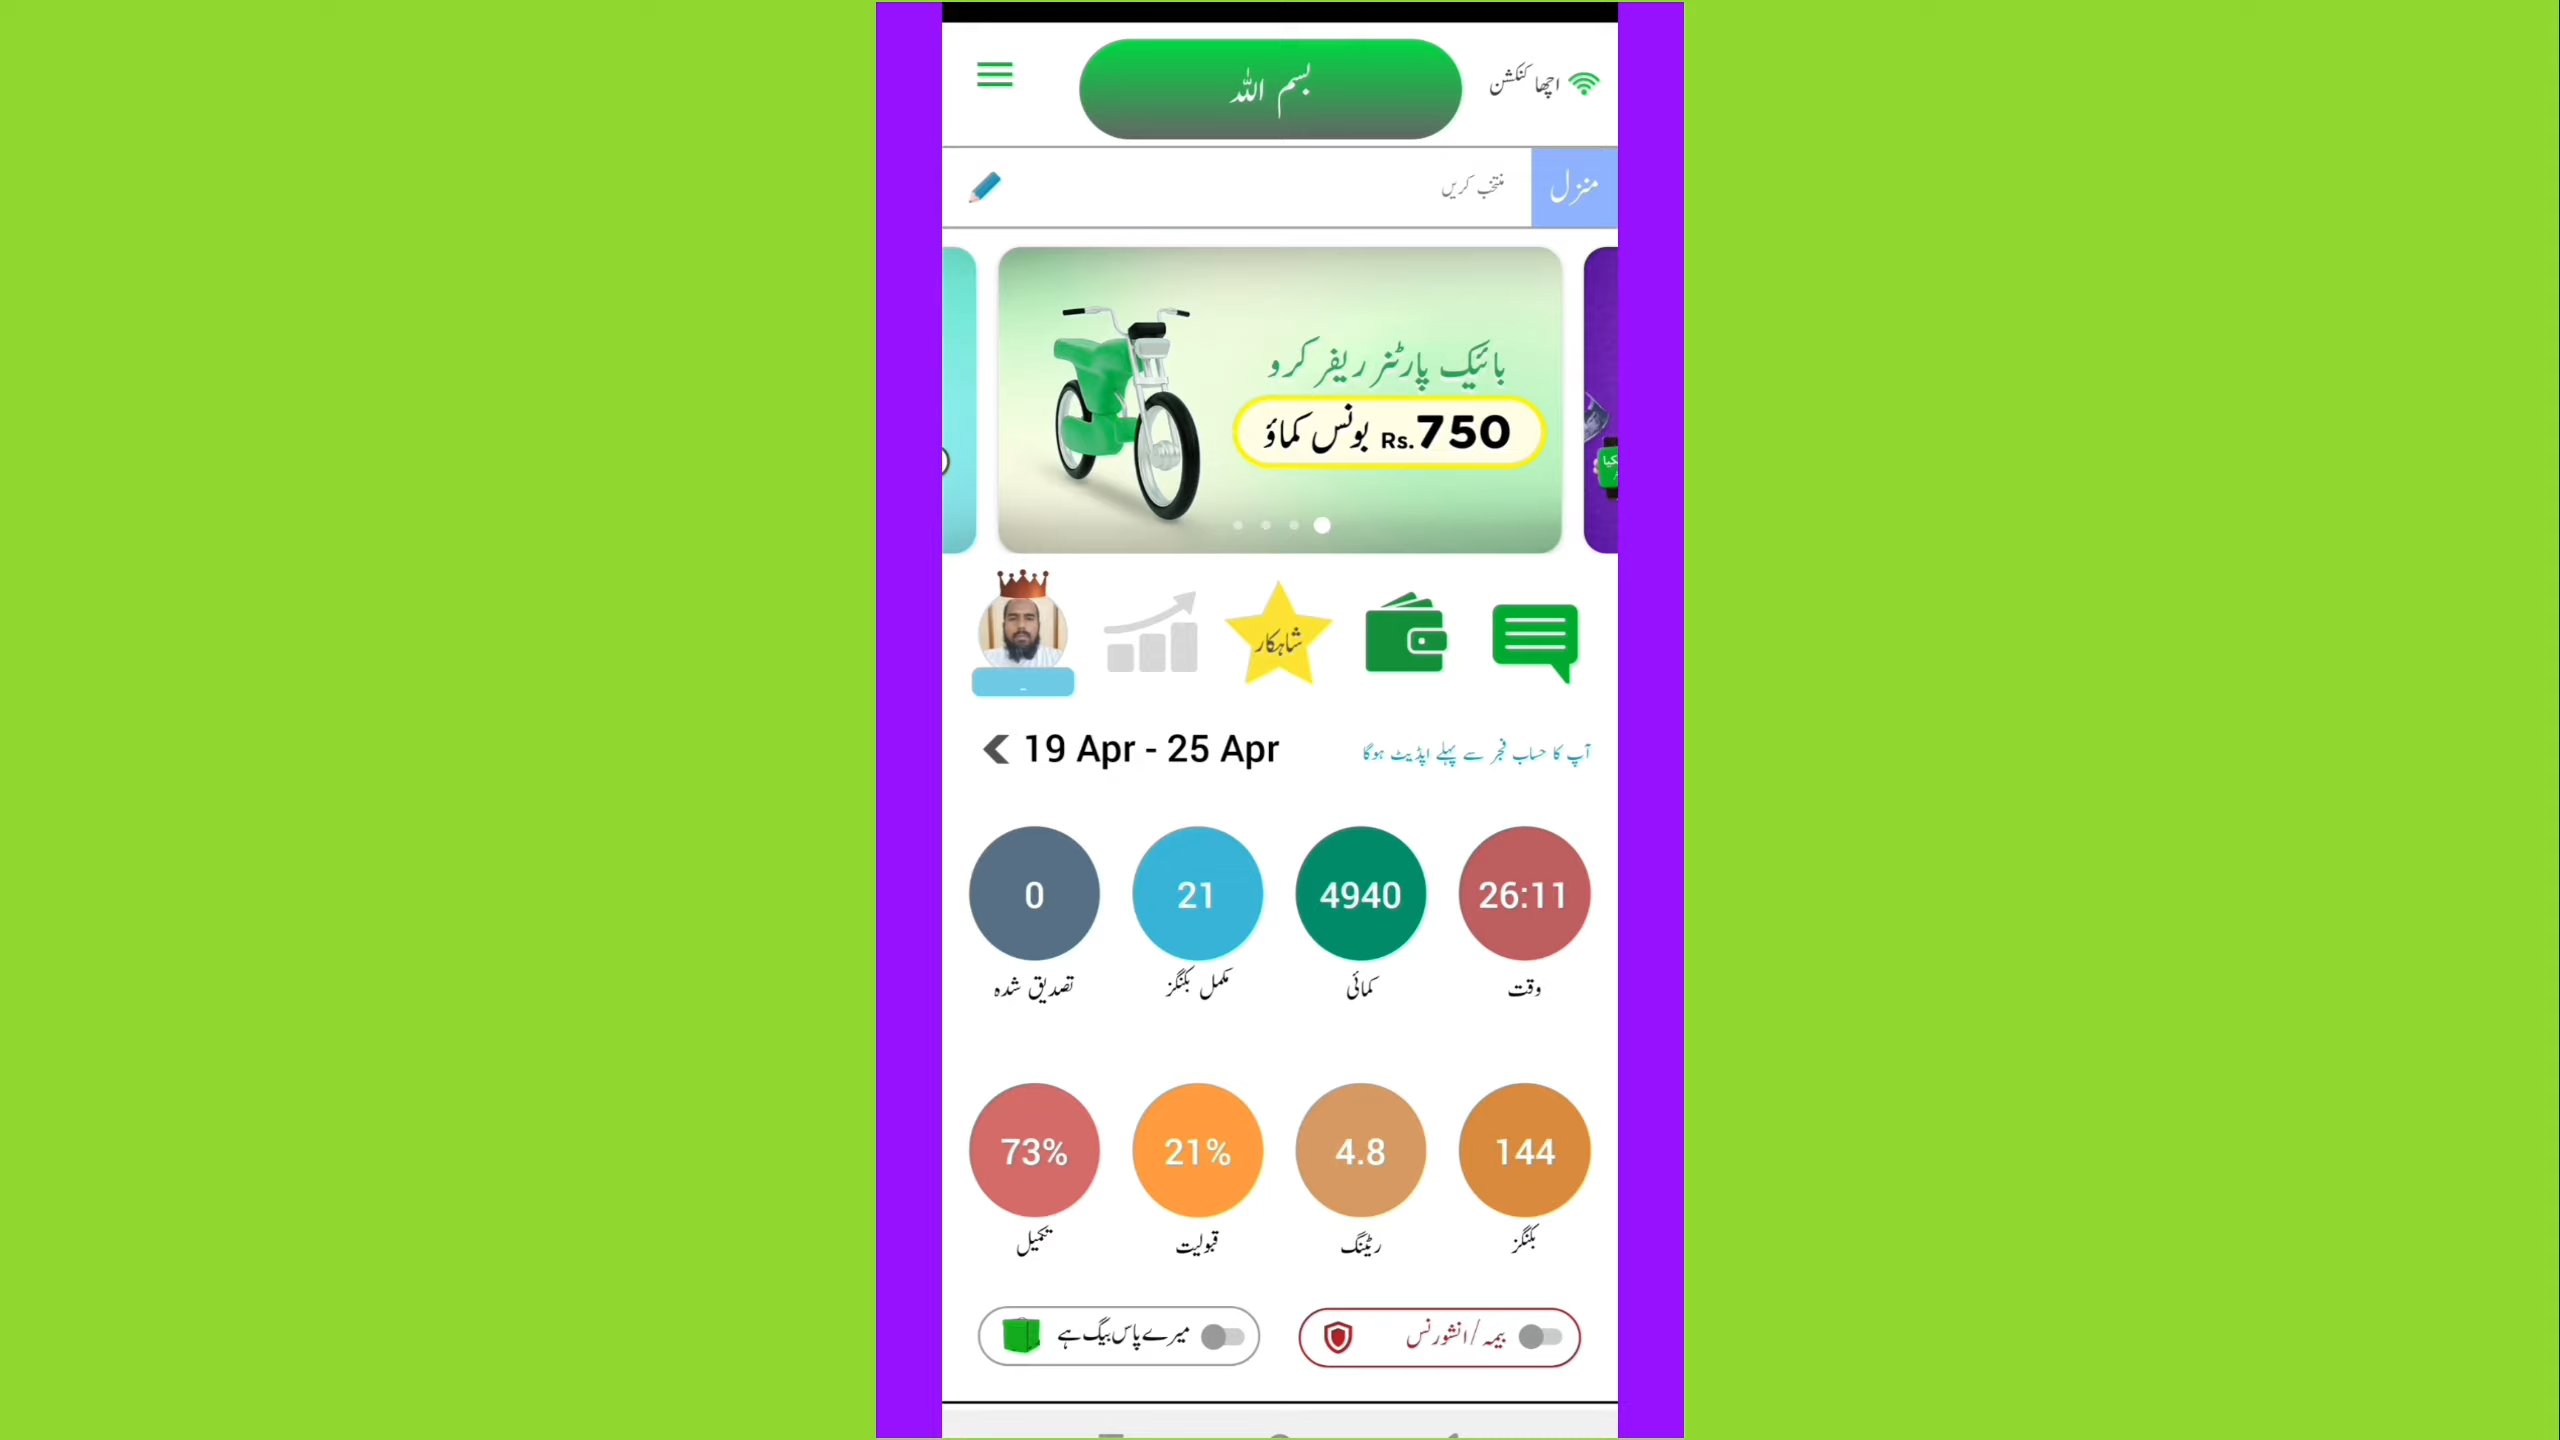 بسم اللہ
اچھا کنکشن
منزل
منتخب کریں
بائیک پارٹنر ریفر کرو
Rs.750 بونس کماؤ
شاہکار
19 Apr - 25 Apr
آپ کا حساب فجر سے پہلے اپڈیٹ ہوگا
26:11
4940
21
0
وقت
کمائی
مکمل بکنگز
تصدیق شدہ
144
4.8
21%
73%
بکنگز
ریٹنگ
قبولیت
تکمیل
بیمہ/انشورنس
میرے پاس بیگ ہے